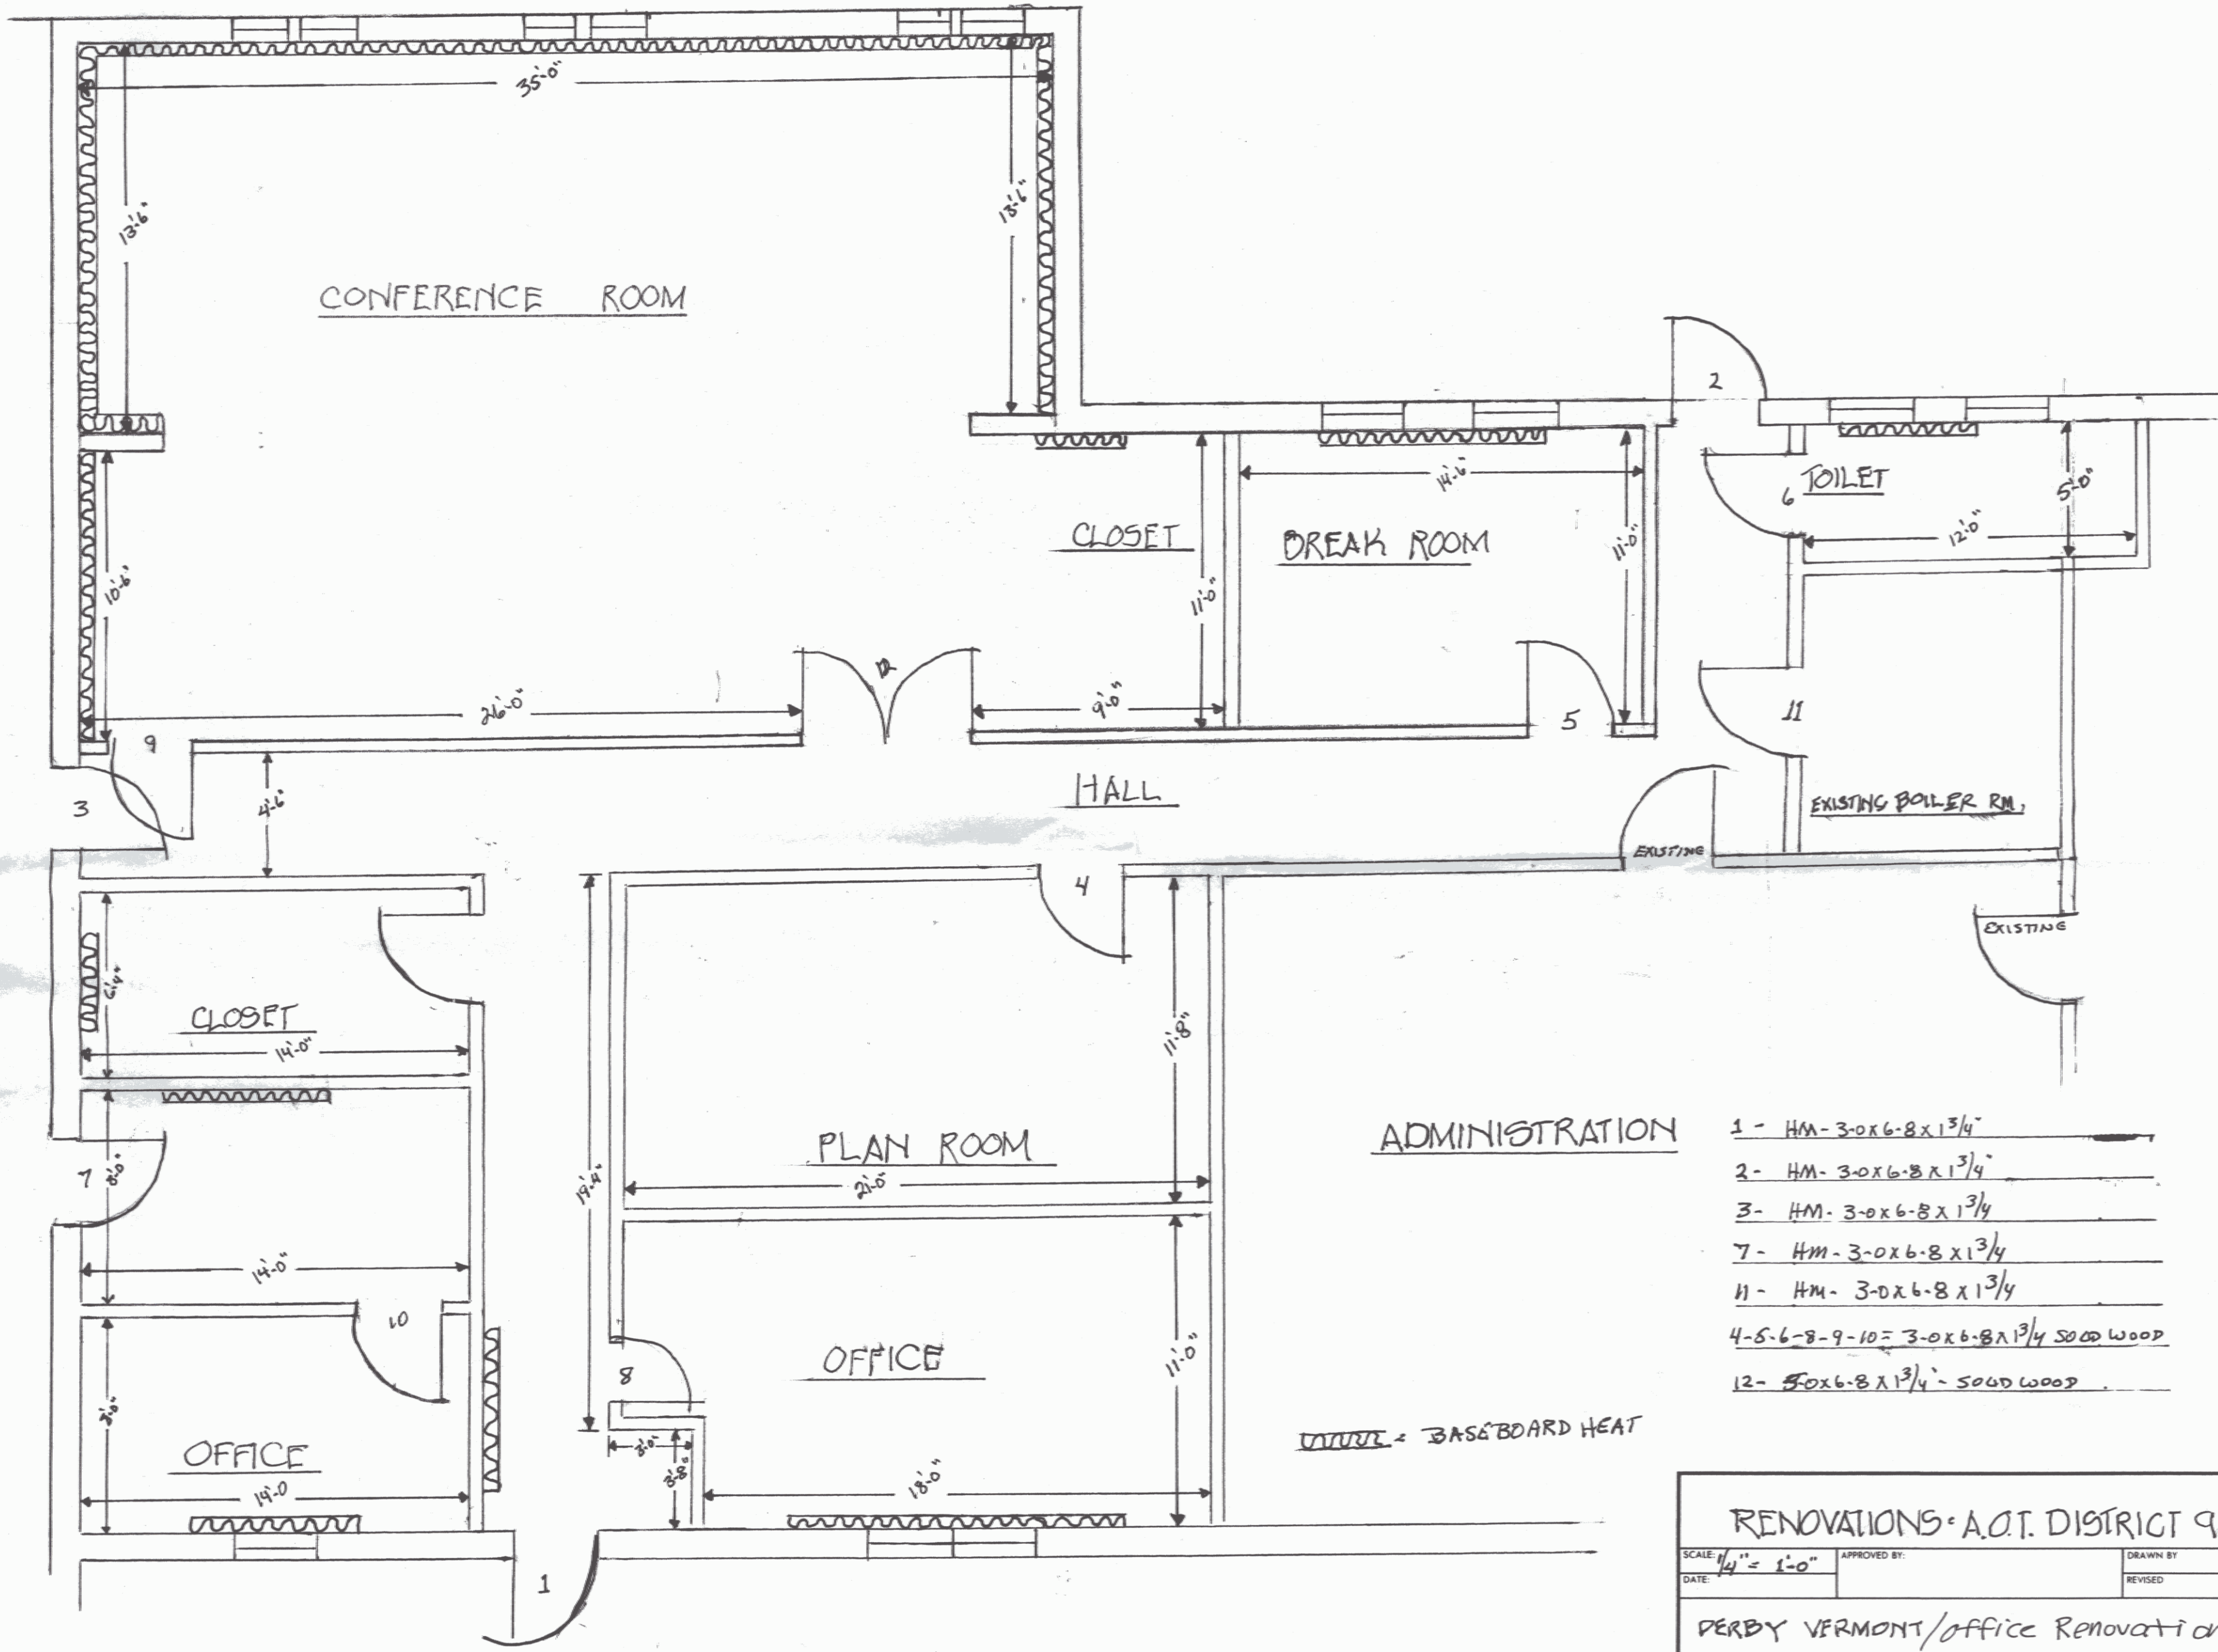 35'-0"
13'-6"
13'-6"
CONFERENCE ROOM
2
14'-6"
6 TOILET
5'-0"
12'-0"
CLOSET
BREAK ROOM
11'-0"
11'-0"
10'-6"
26'-0"
9'-0"
5
11
9
3
4'-6"
HALL
EXISTING BOILER RM.
EXISTING
4
EXISTING
6'-4"
CLOSET
14'-0"
11'-8"
PLAN ROOM
21'-0"
ADMINISTRATION
7
8'-0"
19'-4"
14'-0"
10
8
OFFICE
11'-0"
8'-0"
OFFICE
14'-0
3'-0"
3'-8"
18'-0"
1
1 - HM- 3-0x6-8x1 3/4"
2 - HM- 3-0x6-8x1 3/4"
3- HM- 3-0x6-8x1 3/4
7- HM- 3-0x6-8x1 3/4
11- HM- 3-0x6-8x1 3/4
4-5-6-8-9-10= 3-0x6-8x1 3/4 SOLID WOOD
12- 5-0x6-8x1 3/4"- SOLID WOOD
= BASEBOARD HEAT
RENOVATIONS: A.O.T. DISTRICT 9
SCALE: 1/4" = 1'-0"
APPROVED BY:
DRAWN BY
DATE:
REVISED
DERBY VERMONT/office Renovation